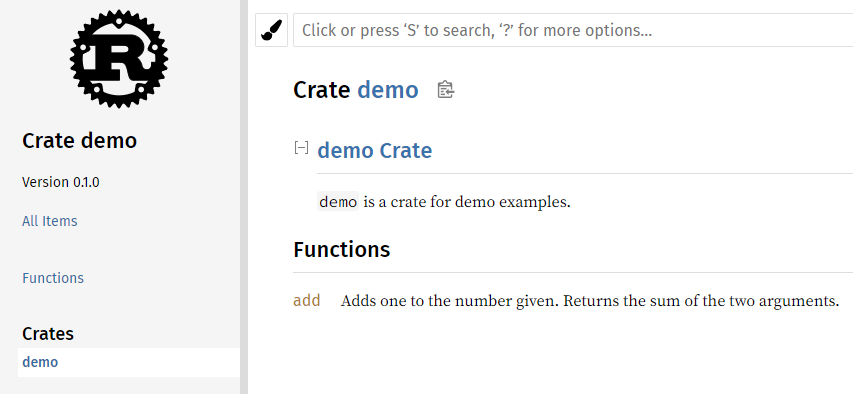 R
Crate demo
Version 0.1.0
All Items
Functions
Crates
demo
Click or press ‘S’ to search, ‘?’ for more options…
Crate demo
[−] demo Crate
demo is a crate for demo examples.
Functions
add Adds one to the number given. Returns the sum of the two arguments.